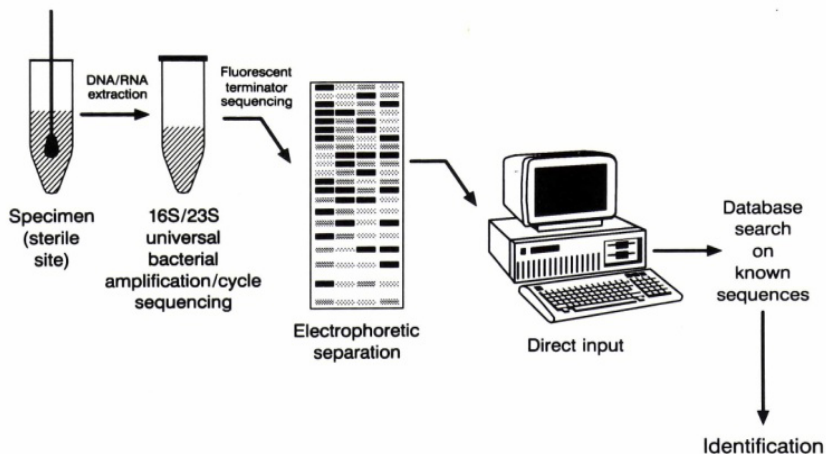 DNA/RNA
extraction
Fluorescent
terminator
sequencing
Specimen
(sterile
site)
16S/23S
universal
bacterial
amplification/cycle
sequencing
Electrophoretic
separation
Direct input
Database
search
on
known
sequences
Identification